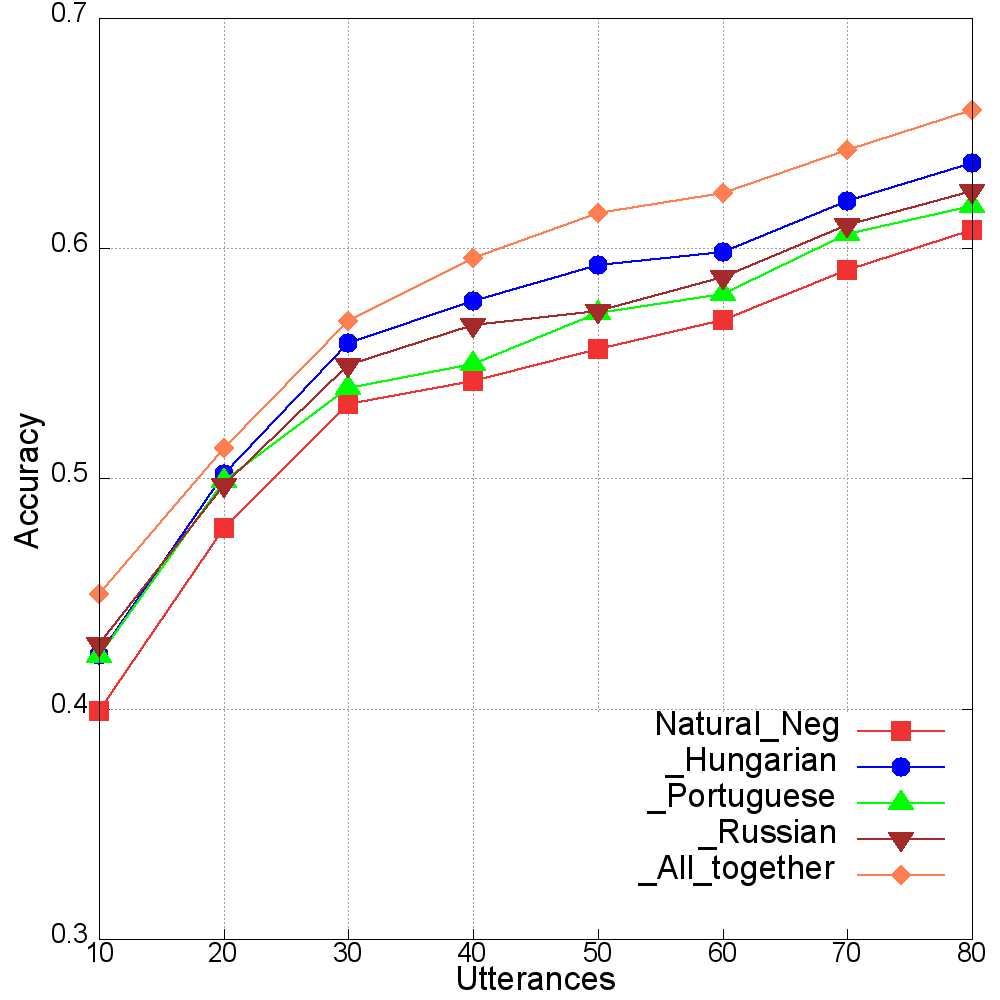 0.7
0.6
0.5
0.4
0.3
Accuracy
10 20 30 40 50 60 70 80
Utterances
Natural_Neg
_Hungarian
_Portuguese
_Russian
_All_together